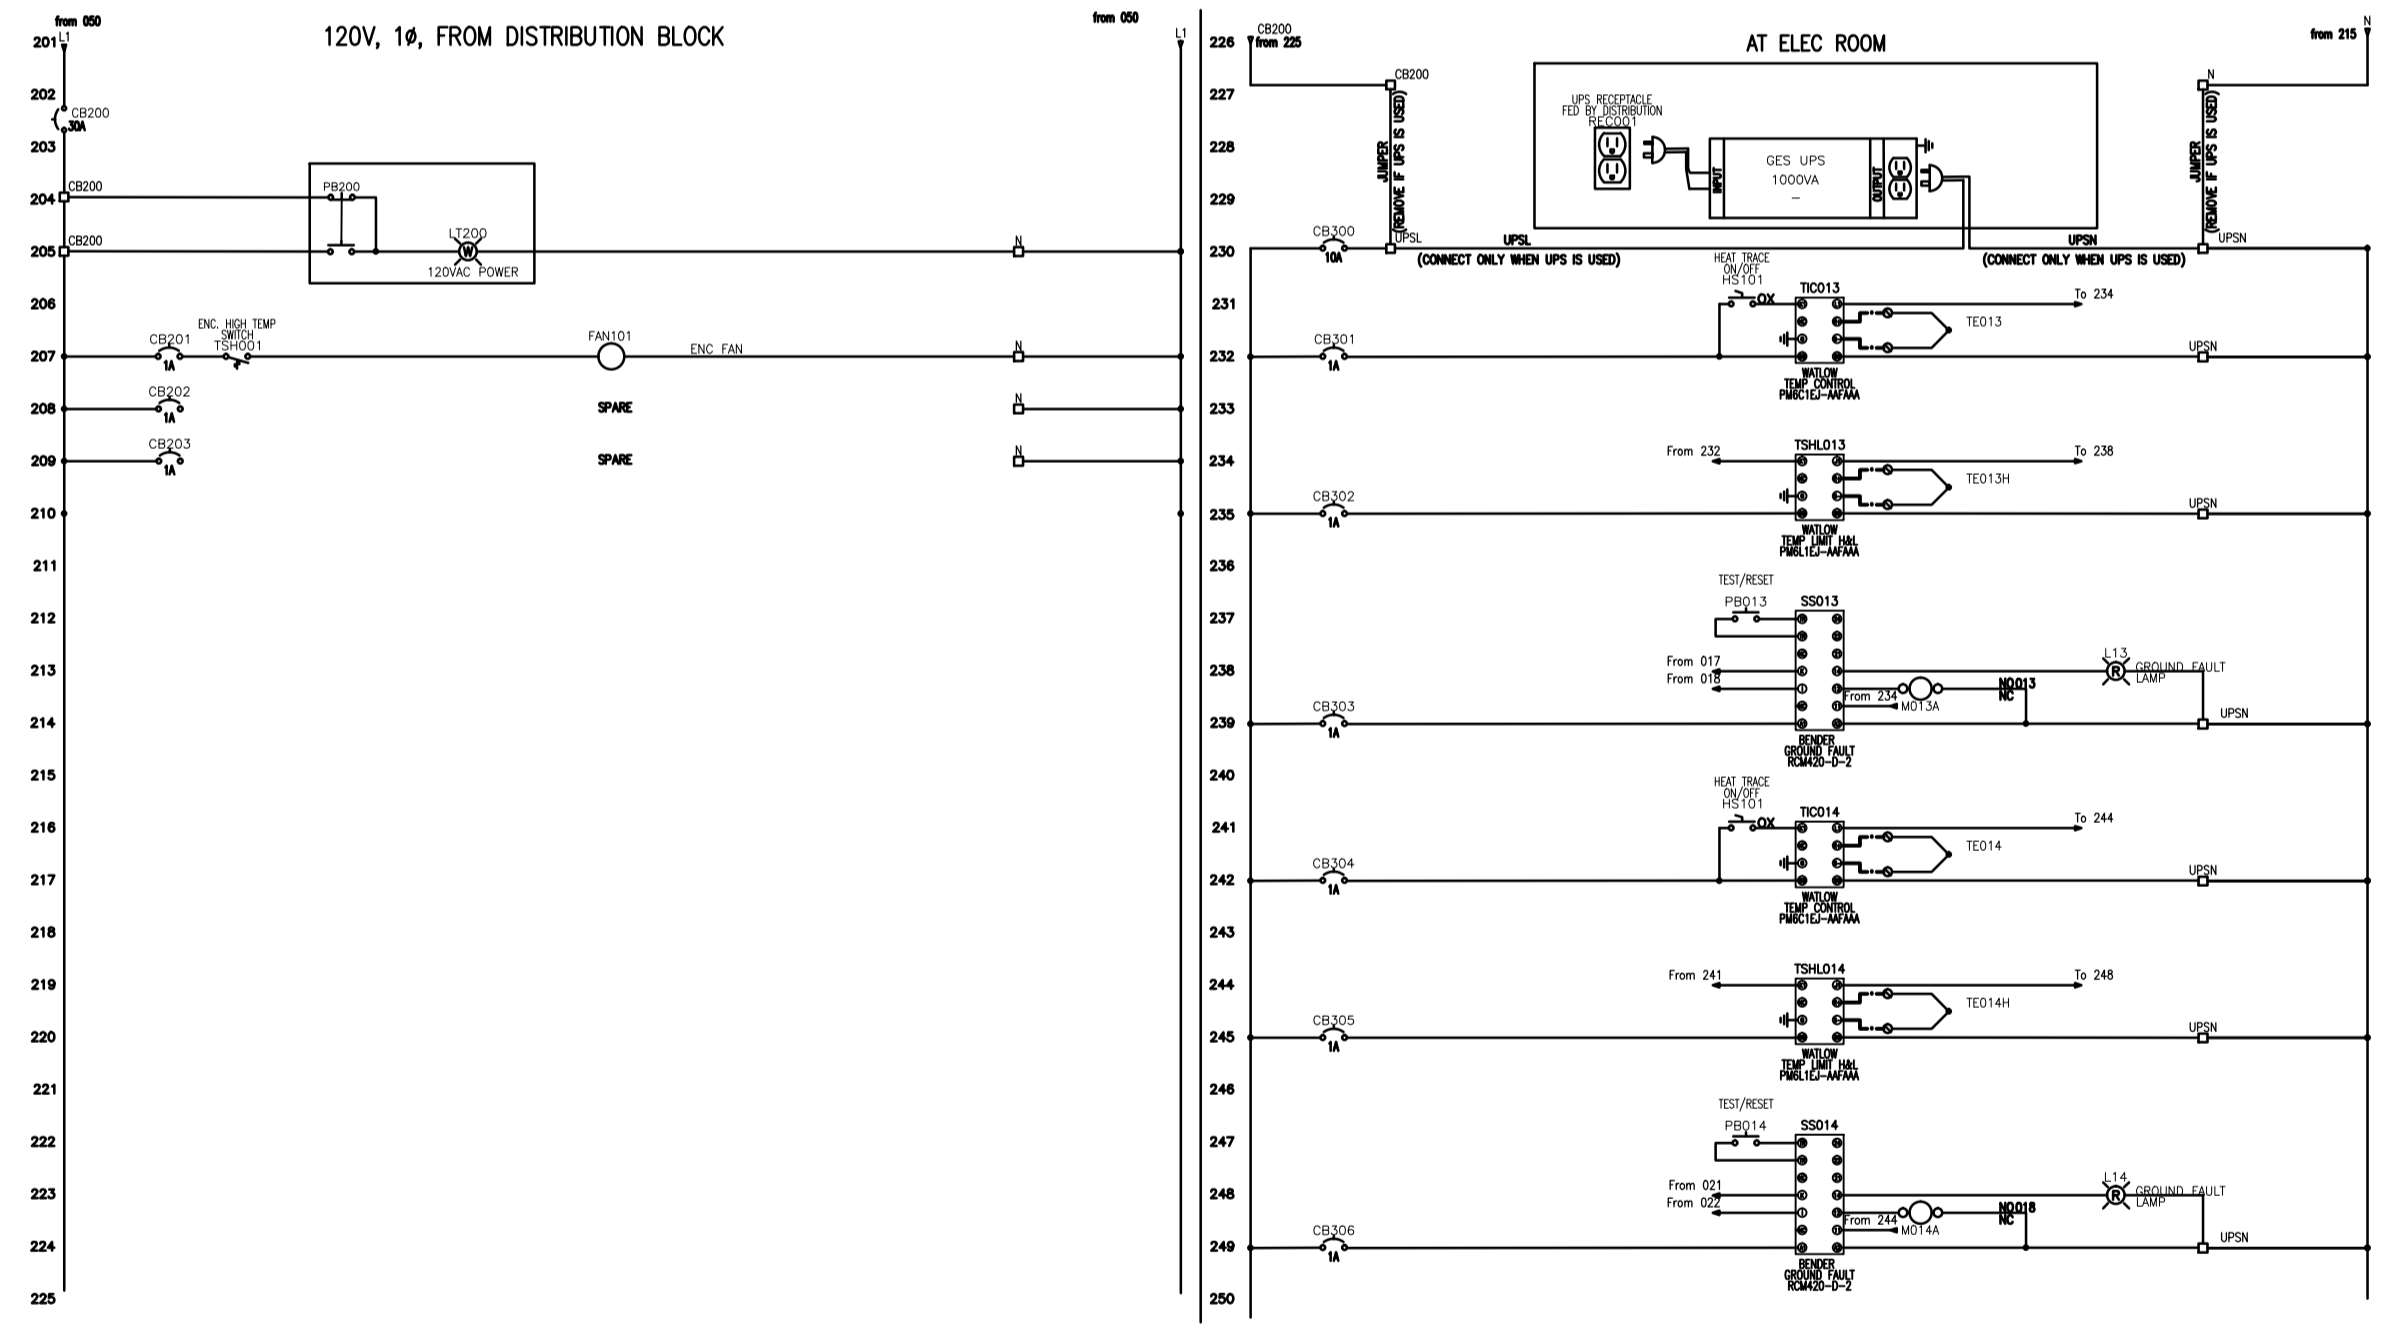 from 050
L1
120V, 1ø, FROM DISTRIBUTION BLOCK
from 050
L1
201
202
CB200
30A
203
204
CB200
PB200
205
CB200
LT200
W
120VAC POWER
N
206
207
CB201
1A
ENC. HIGH TEMP
SWITCH
TSH001
FAN101
ENC FAN
N
208
CB202
1A
SPARE
N
209
CB203
1A
SPARE
N
210
211
212
213
214
215
216
217
218
219
220
221
222
223
224
225
226
CB200
from 225
AT ELEC ROOM
from 215
N
227
CB200
N
UPS RECEPTACLE
FED BY DISTRIBUTION
REC001
228
JUMPER
(REMOVE IF UPS IS USED)
INPUT
GES UPS
1000VA
-
OUTPUT
JUMPER
(REMOVE IF UPS IS USED)
229
230
CB300
10A
UPSL
UPSL
(CONNECT ONLY WHEN UPS IS USED)
UPSN
(CONNECT ONLY WHEN UPS IS USED)
UPSN
231
HEAT TRACE
ON/OFF
HS101
OX
TIC013
To 234
TE013
232
CB301
1A
UPSN
WATLOW
TEMP CONTROL
PM6C1EJ-AAFAAA
233
234
From 232
TSHL013
To 238
TE013H
235
CB302
1A
UPSN
WATLOW
TEMP LIMIT H&L
PM6L1EJ-AAFAAA
236
TEST/RESET
237
PB013
SS013
238
From 017
From 018
From 234
M013A
NO013
NC
L13
R
GROUND FAULT
LAMP
239
CB303
1A
UPSN
BENDER
GROUND FAULT
RCM420-D-2
240
HEAT TRACE
ON/OFF
HS101
241
OX
TIC014
To 244
TE014
242
CB304
1A
UPSN
WATLOW
TEMP CONTROL
PM6C1EJ-AAFAAA
243
244
From 241
TSHL014
To 248
TE014H
245
CB305
1A
UPSN
WATLOW
TEMP LIMIT H&L
PM6L1EJ-AAFAAA
246
TEST/RESET
247
PB014
SS014
248
From 021
From 022
From 244
M014A
NO018
NC
L14
R
GROUND FAULT
LAMP
249
CB306
1A
UPSN
BENDER
GROUND FAULT
RCM420-D-2
250